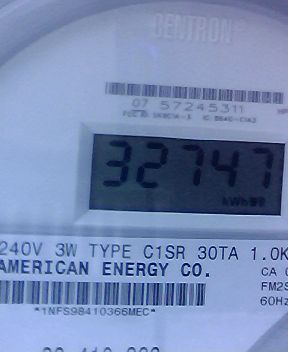 CENTRON
07 57245311
32747
kWh
240V 3W TYPE C1SR 30TA 1.0K
AMERICAN ENERGY CO.
CA
FM2S
60Hz
*1NFS98410366MEC*